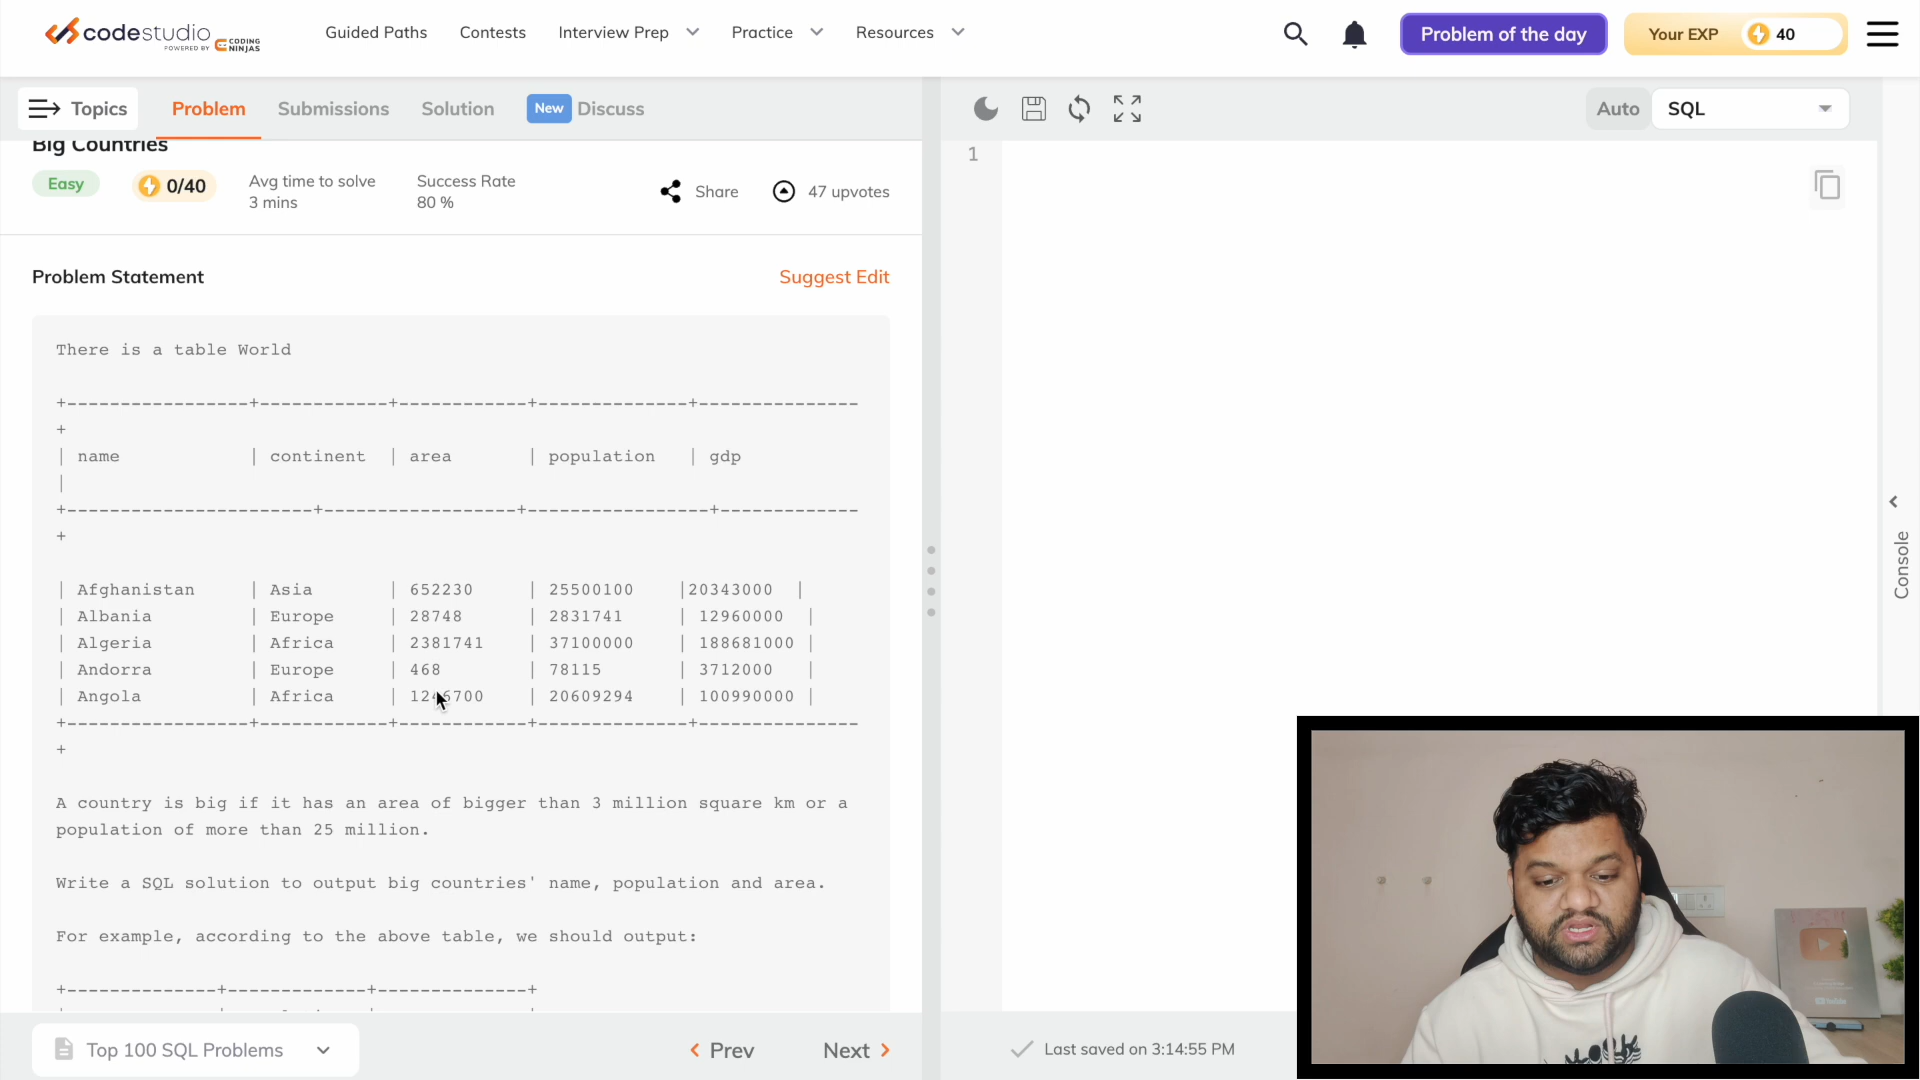 codestudio
POWERED BY CODING NINJAS
Guided Paths
Contests
Interview Prep
Practice
Resources
Problem of the day
Your EXP
40
Topics
Problem
Submissions
Solution
New
Discuss
Auto
SQL
Big Countries
Easy
0/40
Avg time to solve
3 mins
Success Rate
80 %
Share
47 upvotes
1
Problem Statement
Suggest Edit
There is a table World
+-----------------+------------+------------+--------------+---------------
+
| name | continent | area | population | gdp
|
+-----------------------+------------------+-----------------+-------------
+
| Afghanistan | Asia | 652230 | 25500100 |20343000 |
| Albania | Europe | 28748 | 2831741 | 12960000 |
| Algeria | Africa | 2381741 | 37100000 | 188681000 |
| Andorra | Europe | 468 | 78115 | 3712000 |
| Angola | Africa | 1246700 | 20609294 | 100990000 |
+-----------------+------------+------------+--------------+---------------
+
A country is big if it has an area of bigger than 3 million square km or a
population of more than 25 million.
Write a SQL solution to output big countries' name, population and area.
For example, according to the above table, we should output:
+--------------+-------------+--------------+
Console
Top 100 SQL Problems
Prev
Next
Last saved on 3:14:55 PM
YouTube